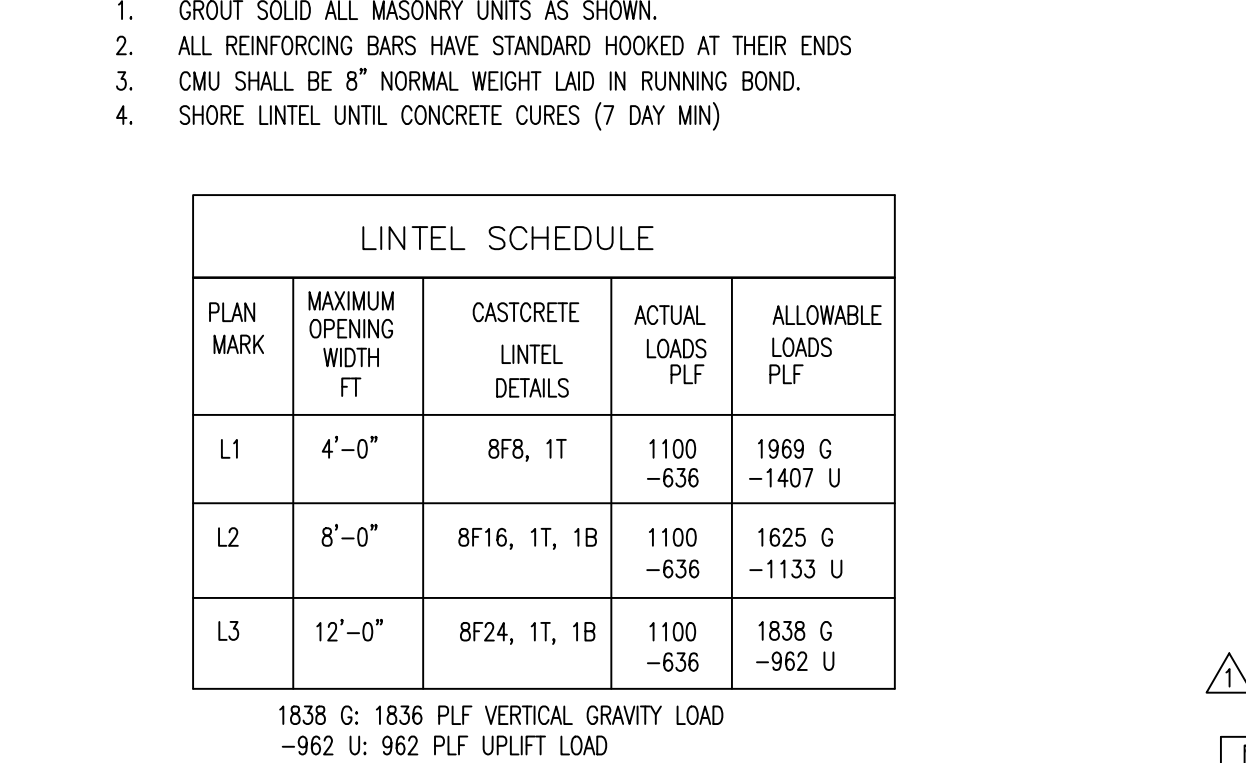 1. GROUT SOLID ALL MASONRY UNITS AS SHOWN.
2. ALL REINFORCING BARS HAVE STANDARD HOOKED AT THEIR ENDS
3. CMU SHALL BE 8" NORMAL WEIGHT LAID IN RUNNING BOND.
4. SHORE LINTEL UNTIL CONCRETE CURES (7 DAY MIN)
LINTEL SCHEDULE
PLAN
MARK
MAXIMUM
OPENING
WIDTH
FT
CASTCRETE
LINTEL
DETAILS
ACTUAL
LOADS
PLF
ALLOWABLE
LOADS
PLF
L1
4'-0"
8F8, 1T
1100
-636
1969 G
-1407 U
L2
8'-0"
8F16, 1T, 1B
1100
-636
1625 G
-1133 U
L3
12'-0"
8F24, 1T, 1B
1100
-636
1838 G
-962 U
1838 G: 1836 PLF VERTICAL GRAVITY LOAD
-962 U: 962 PLF UPLIFT LOAD
1